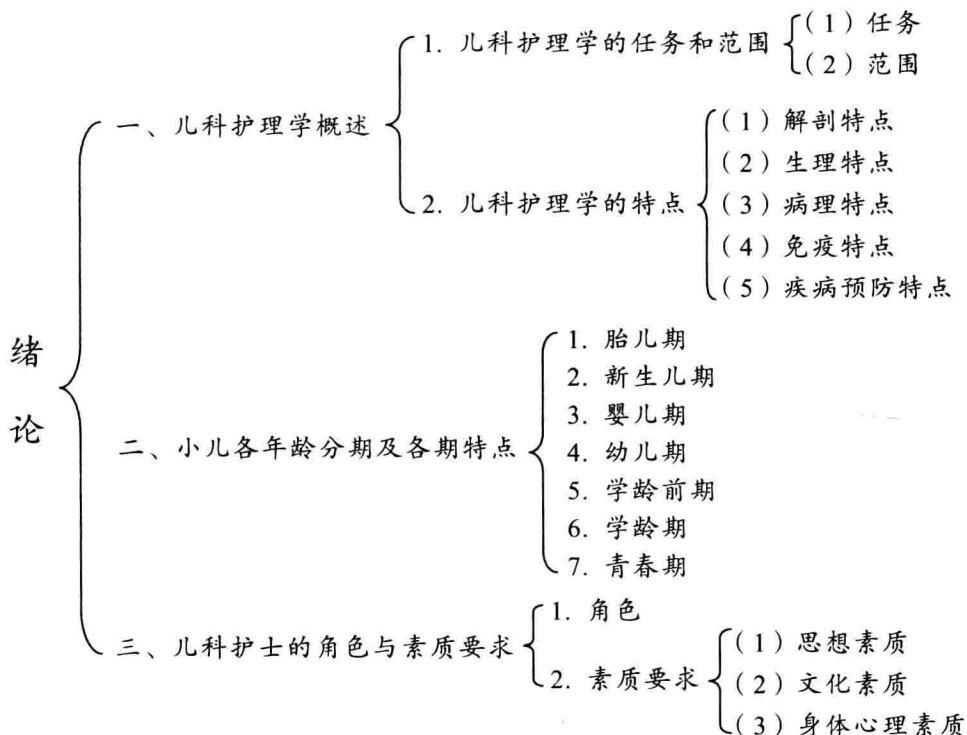 绪论
一、儿科护理学概述
1. 儿科护理学的任务和范围
(1)任务
(2)范围
2. 儿科护理学的特点
(1)解剖特点
(2)生理特点
(3)病理特点
(4)免疫特点
(5)疾病预防特点
二、小儿各年龄分期及各期特点
1. 胎儿期
2. 新生儿期
3. 婴儿期
4. 幼儿期
5. 学龄前期
6. 学龄期
7. 青春期
三、儿科护士的角色与素质要求
1. 角色
2. 素质要求
(1)思想素质
(2)文化素质
(3)身体心理素质